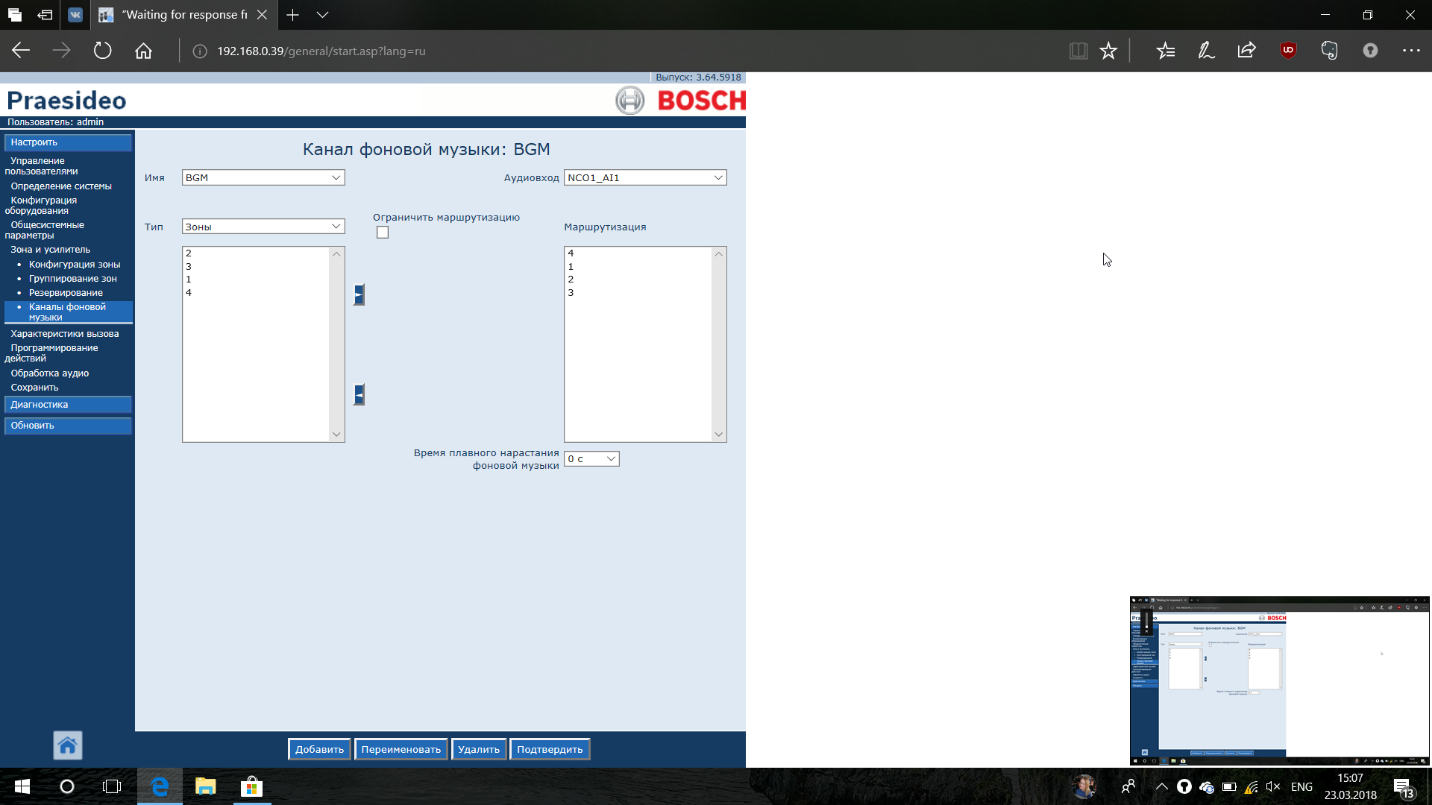 "Waiting for response fr
192.168.0.39/general/start.asp?lang=ru
Выпуск: 3.64.5918
Praesideo
BOSCH
Пользователь: admin
Настроить
Управление
пользователями
Определение системы
Конфигурация
оборудования
Общесистемные
параметры
Зона и усилитель
Конфигурация зоны
Группирование зон
Резервирование
Каналы фоновой
музыки
Характеристики вызова
Программирование
действий
Обработка аудио
Сохранить
Диагностика
Обновить
Канал фоновой музыки: BGM
Имя
BGM
Аудиовход
NCO1_AI1
Тип
Зоны
Ограничить маршрутизацию
Маршрутизация
2
3
1
4
4
1
2
3
Время плавного нарастания
фоновой музыки
0 с
Добавить
Переименовать
Удалить
Подтвердить
ENG
15:07
23.03.2018
13